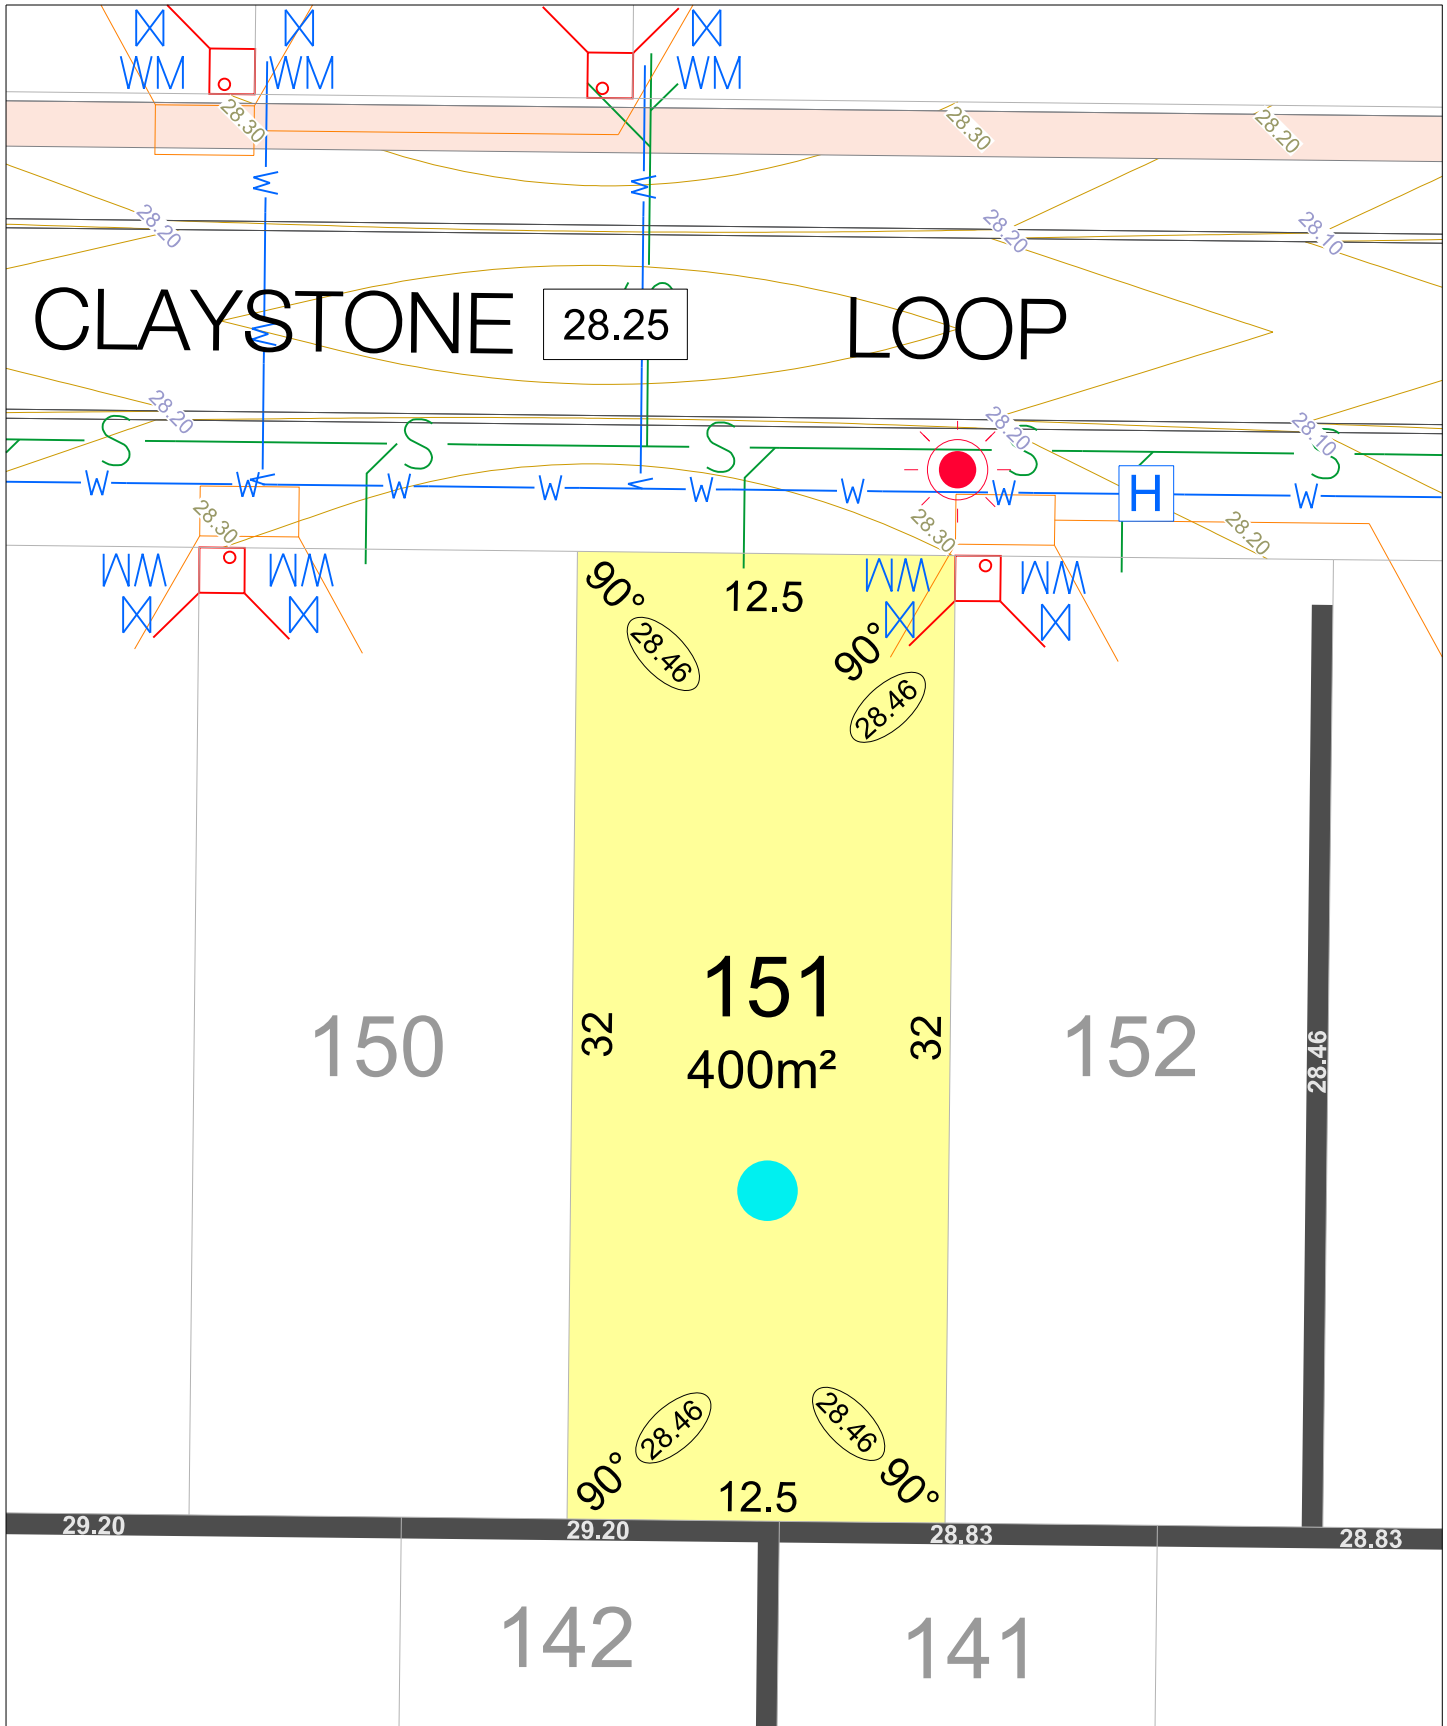 WM WM WM
28.30 28.30 28.20
W W
28.20 28.20 28.10
CLAYSTONE 28.25 LOOP
W
28.20 28.20 28.10
S S S S S
W W W W W W W H W
28.30 28.30 28.20
WM WM WM WM
90° 12.5 90°
28.46 28.46
151
400m²
150 32 32 152
28.46
28.46 28.46
90° 12.5 90°
29.20 29.20 28.83 28.83
142 141